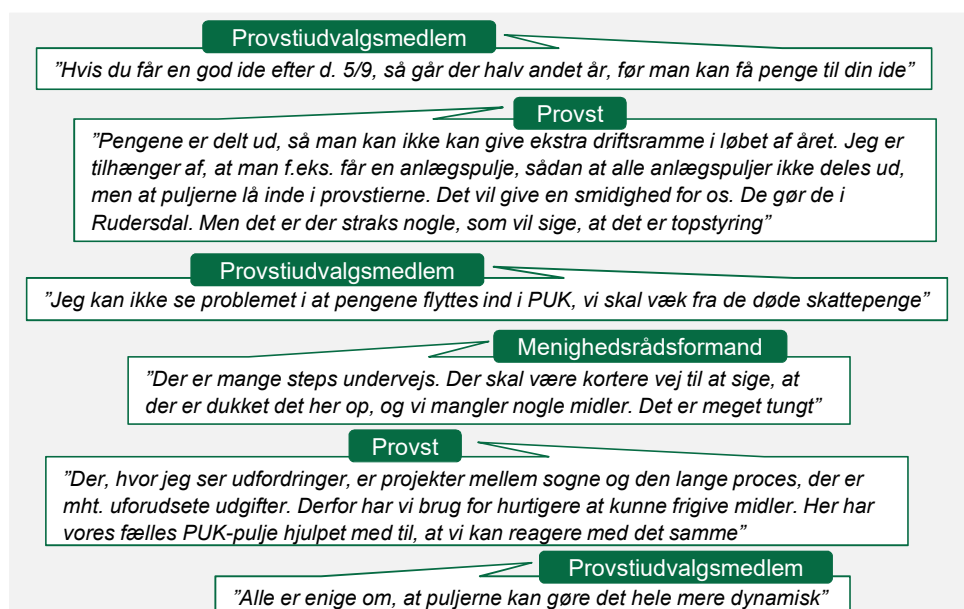 Provstiudvalgsmedlem
”Hvis du får en god ide efter d. 5/9, så går der halv andet år, før man kan få penge til din ide”
Provst
”Pengene er delt ud, så man kan ikke kan give ekstra driftsramme i løbet af året. Jeg er
tilhænger af, at man f.eks. får en anlægspulje, sådan at alle anlægspuljer ikke deles ud,
men at puljerne lå inde i provstierne. Det vil give en smidighed for os. De gør de i
Rudersdal. Men det er der straks nogle, som vil sige, at det er topstyring”
Provstiudvalgsmedlem
”Jeg kan ikke se problemet i at pengene flyttes ind i PUK, vi skal væk fra de døde skattepenge”
Menighedsrådsformand
”Der er mange steps undervejs. Der skal være kortere vej til at sige, at
der er dukket det her op, og vi mangler nogle midler. Det er meget tungt”
Provst
”Der, hvor jeg ser udfordringer, er projekter mellem sogne og den lange proces, der er
mht. uforudsete udgifter. Derfor har vi brug for hurtigere at kunne frigive midler. Her har
vores fælles PUK-pulje hjulpet med til, at vi kan reagere med det samme”
Provstiudvalgsmedlem
”Alle er enige om, at puljerne kan gøre det hele mere dynamisk”